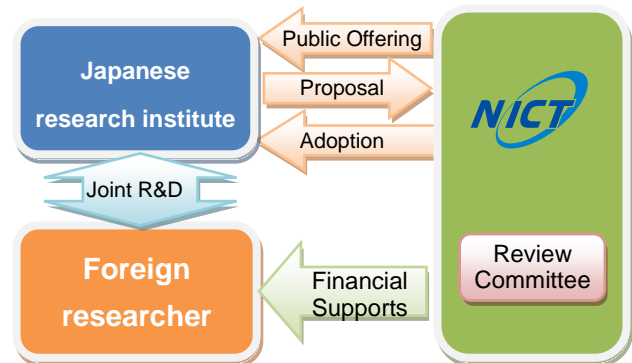 Japanese
research institute
Public Offering
Proposal
Adoption
NICT
Joint R&D
Foreign
researcher
Financial
Supports
Review
Committee